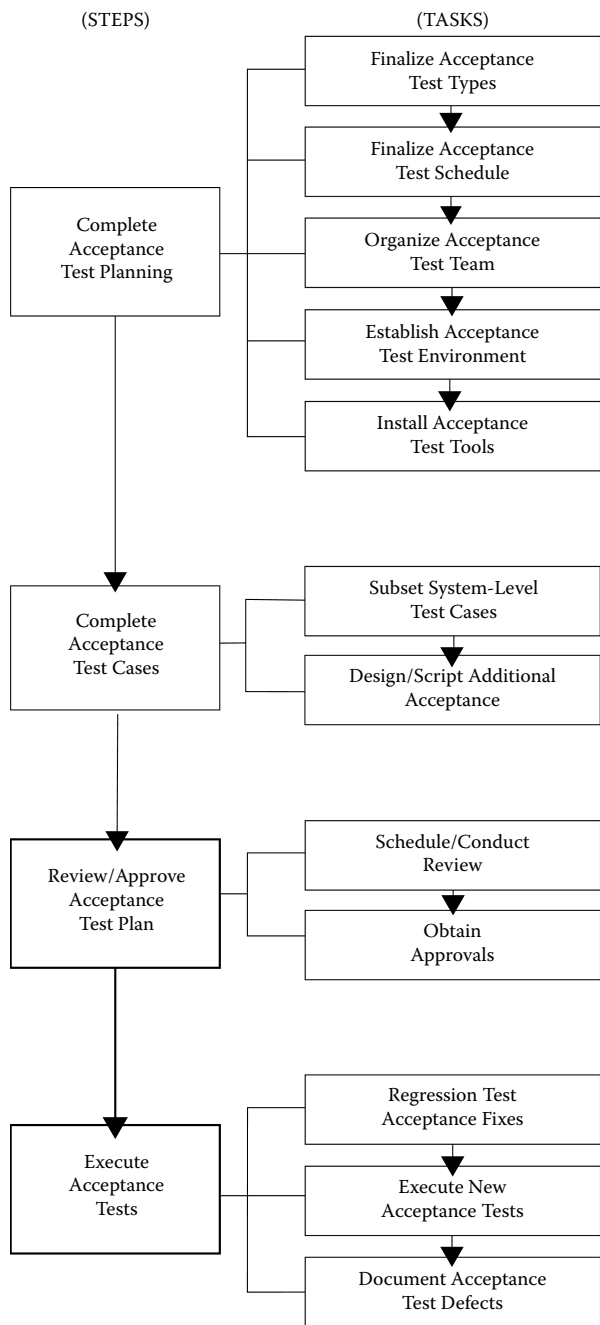 (STEPS)
(TASKS)
Finalize Acceptance
Test Types
Finalize Acceptance
Test Schedule
Complete
Acceptance
Test Planning
Organize Acceptance
Test Team
Establish Acceptance
Test Environment
Install Acceptance
Test Tools
Complete
Acceptance
Test Cases
Subset System-Level
Test Cases
Design/Script Additional
Acceptance
Review/Approve
Acceptance
Test Plan
Schedule/Conduct
Review
Obtain
Approvals
Execute
Acceptance
Tests
Regression Test
Acceptance Fixes
Execute New
Acceptance Tests
Document Acceptance
Test Defects